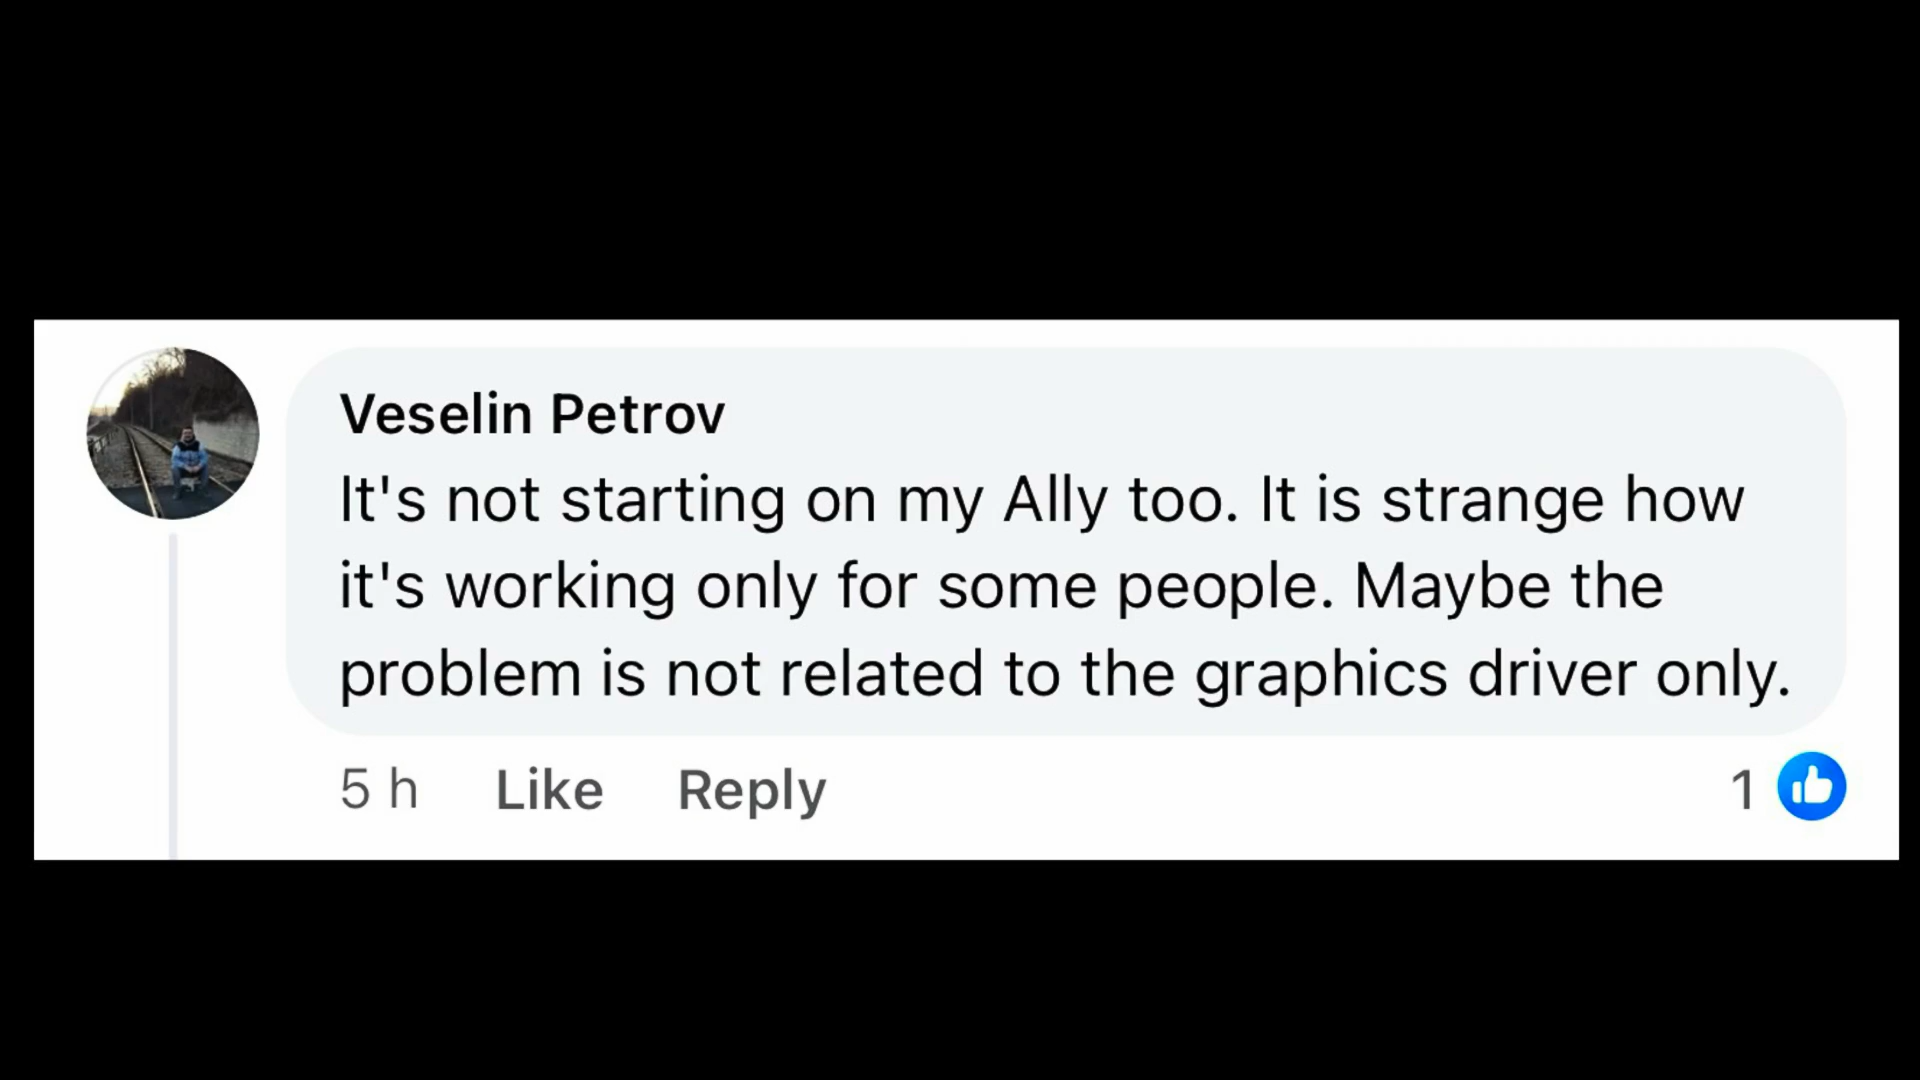 Veselin Petrov
It's not starting on my Ally too. It is strange how
it's working only for some people. Maybe the
problem is not related to the graphics driver only.
5 h Like Reply 1